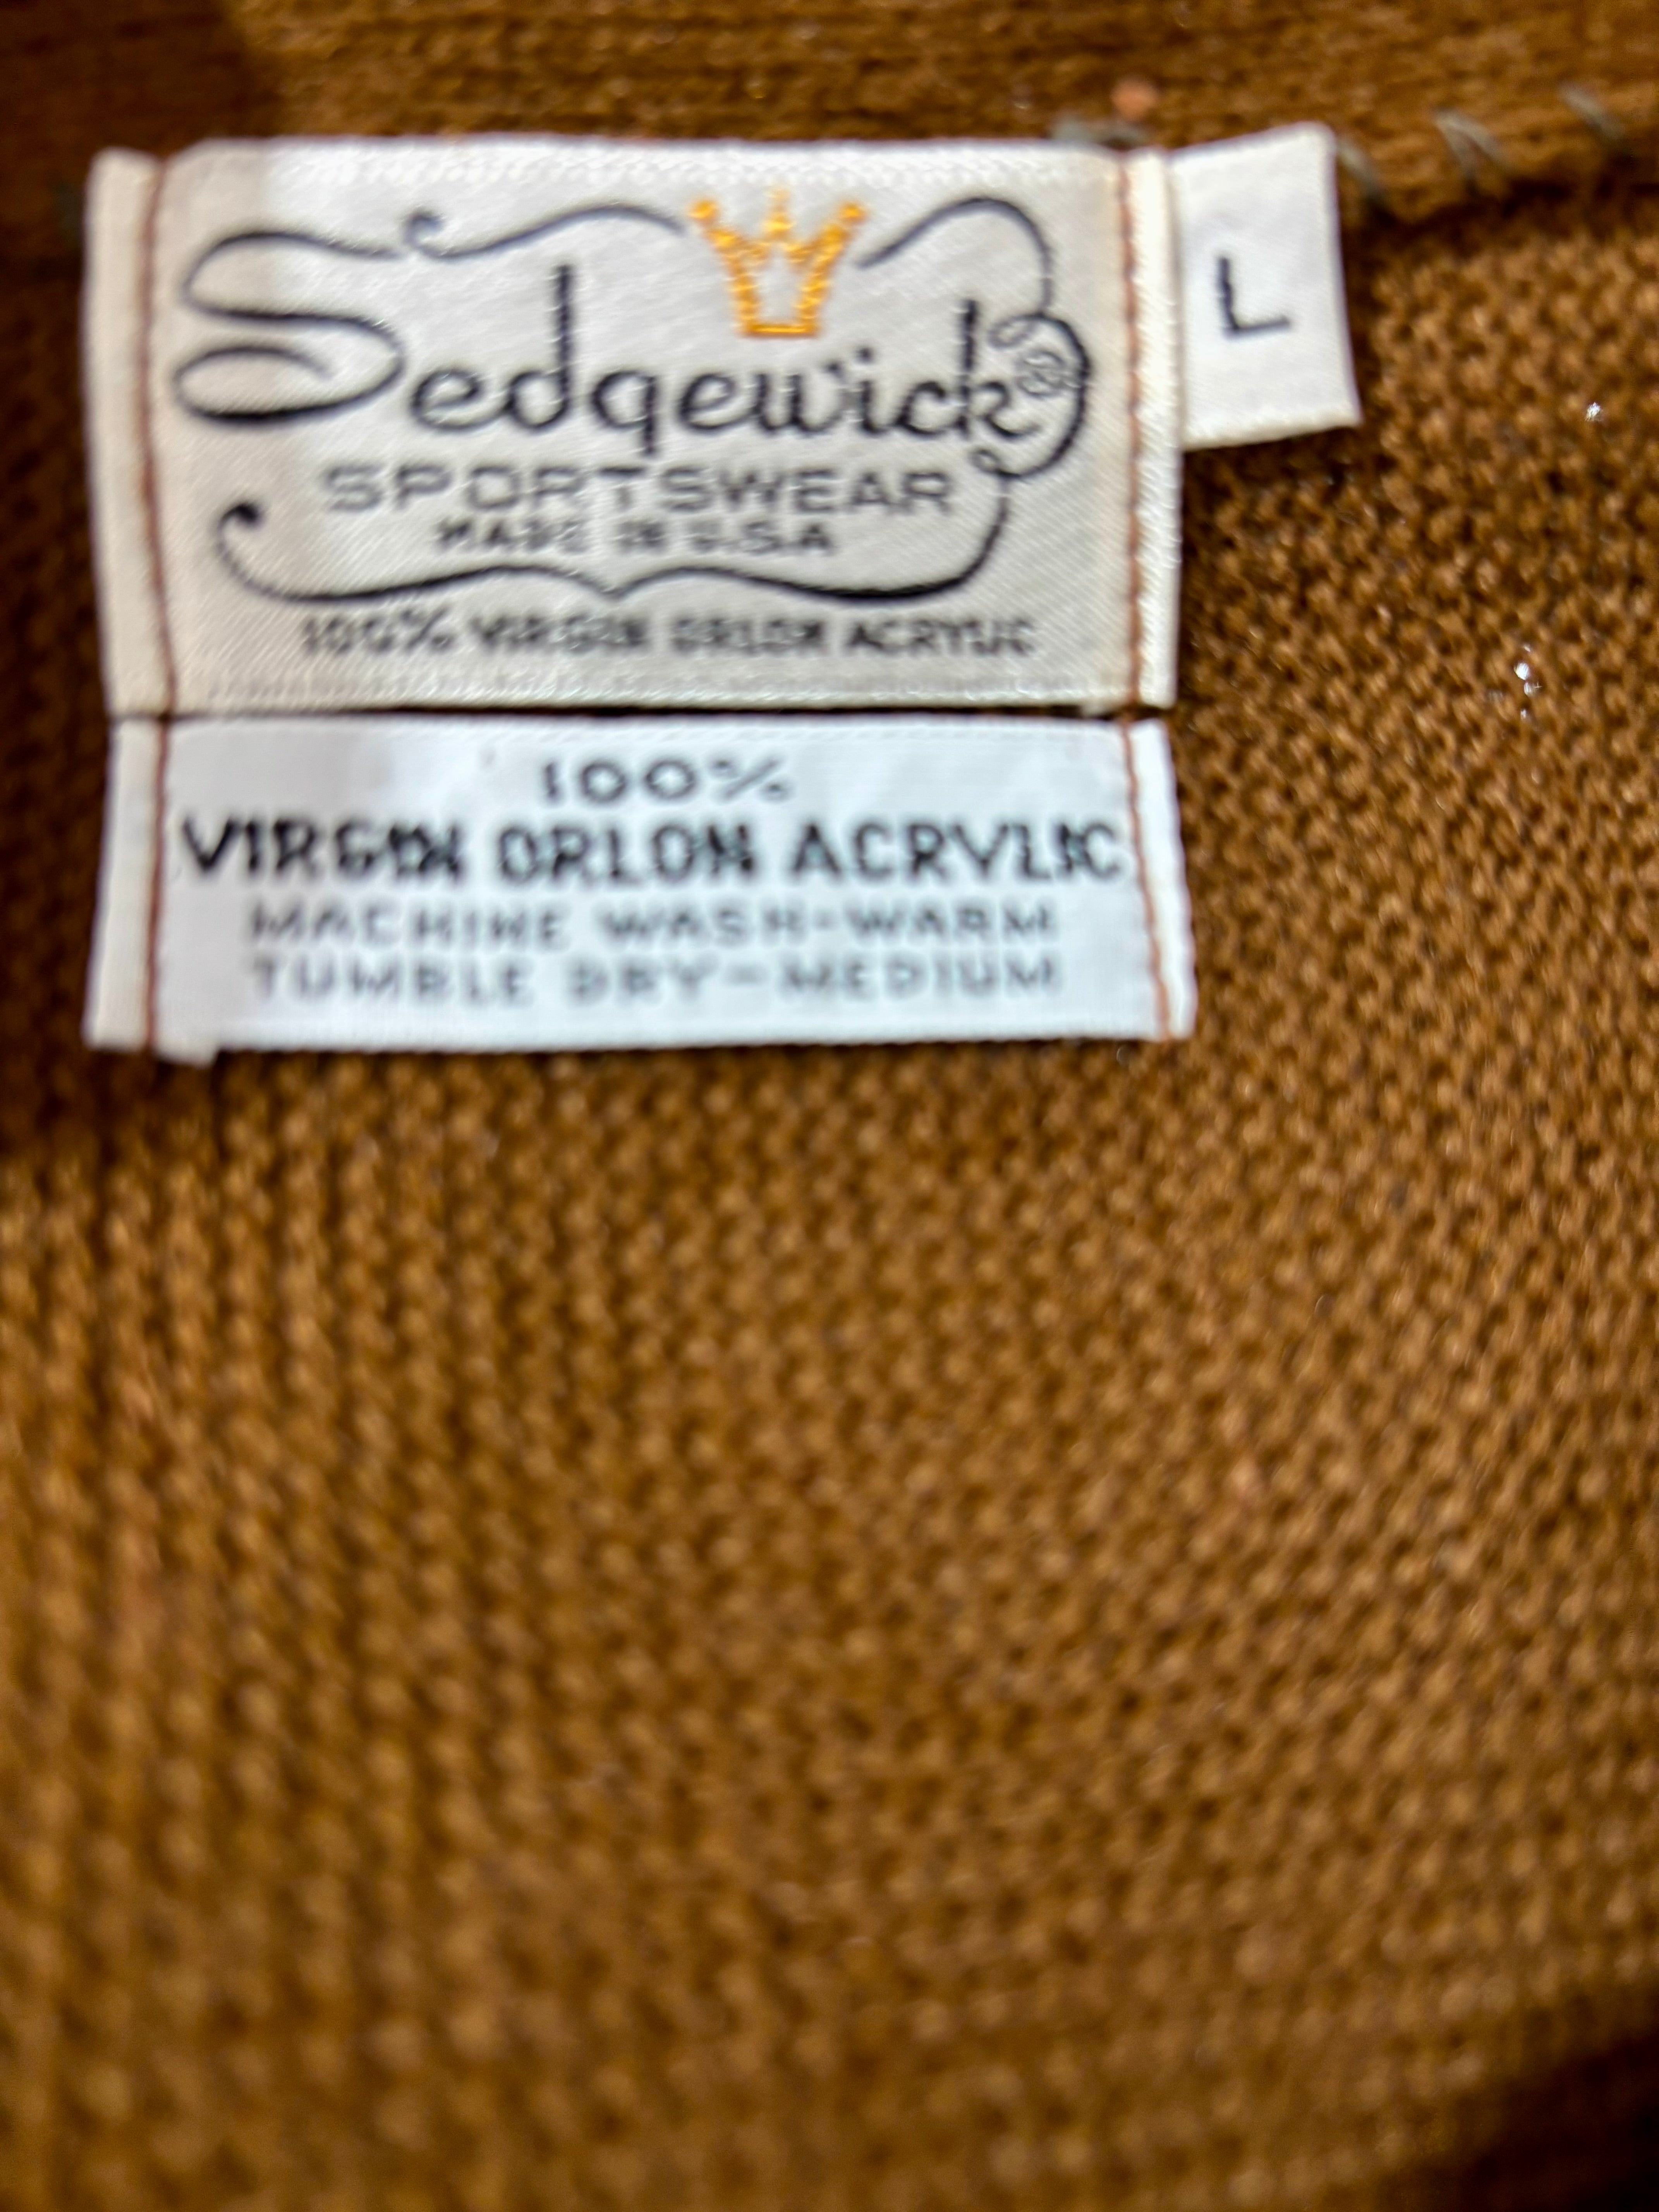 Sedgewick®
L
SPORTSWEAR
MADE IN U.S.A
100% VIRGIN ORLON ACRYLIC
100%
VIRGIN ORLON ACRYLIC
MACHINE WASH-WARM
TUMBLE DRY-MEDIUM